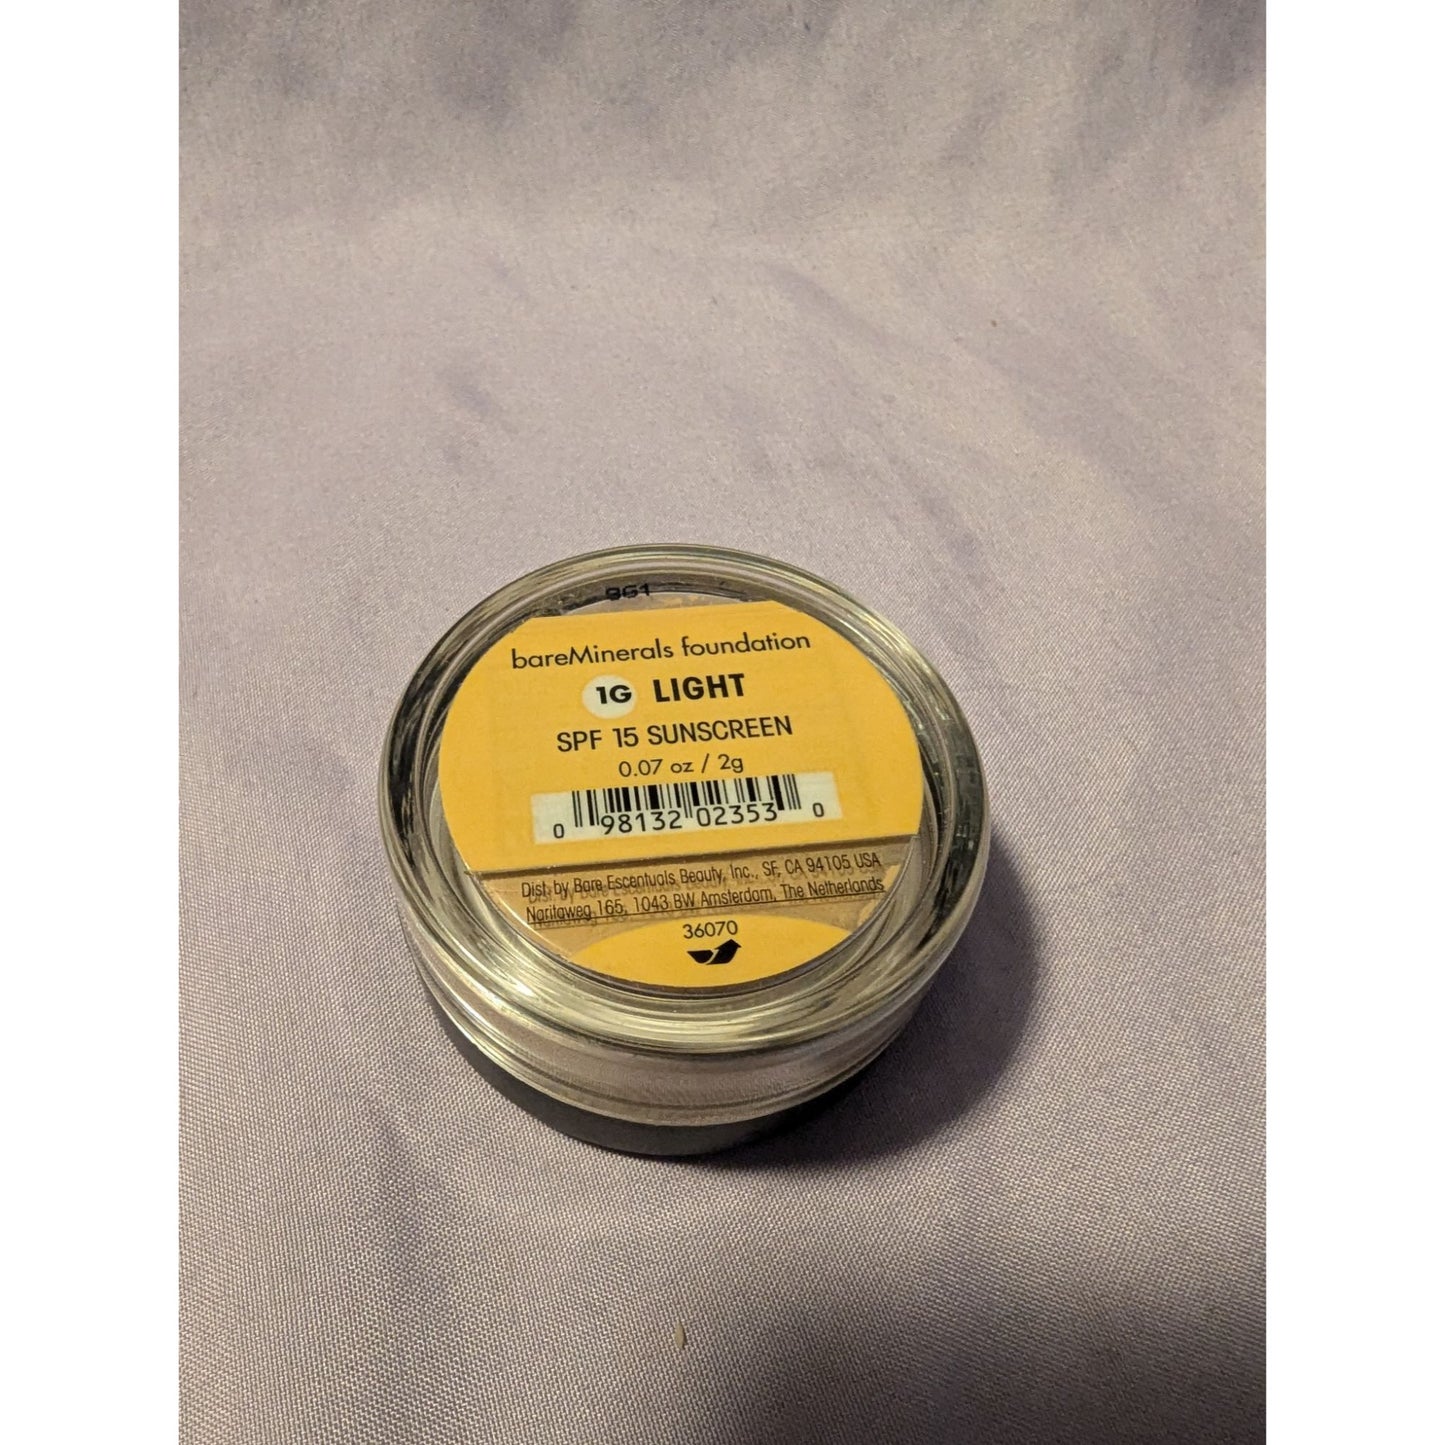 9G1
bareMinerals foundation
1G LIGHT
SPF 15 SUNSCREEN
0.07 oz / 2g
0 98132 02353 0
Dist. by Bare Escentuals Beauty, Inc., SF, CA 94105 USA
Naritaweg 165, 1043 BW Amsterdam, The Netherlands
36070